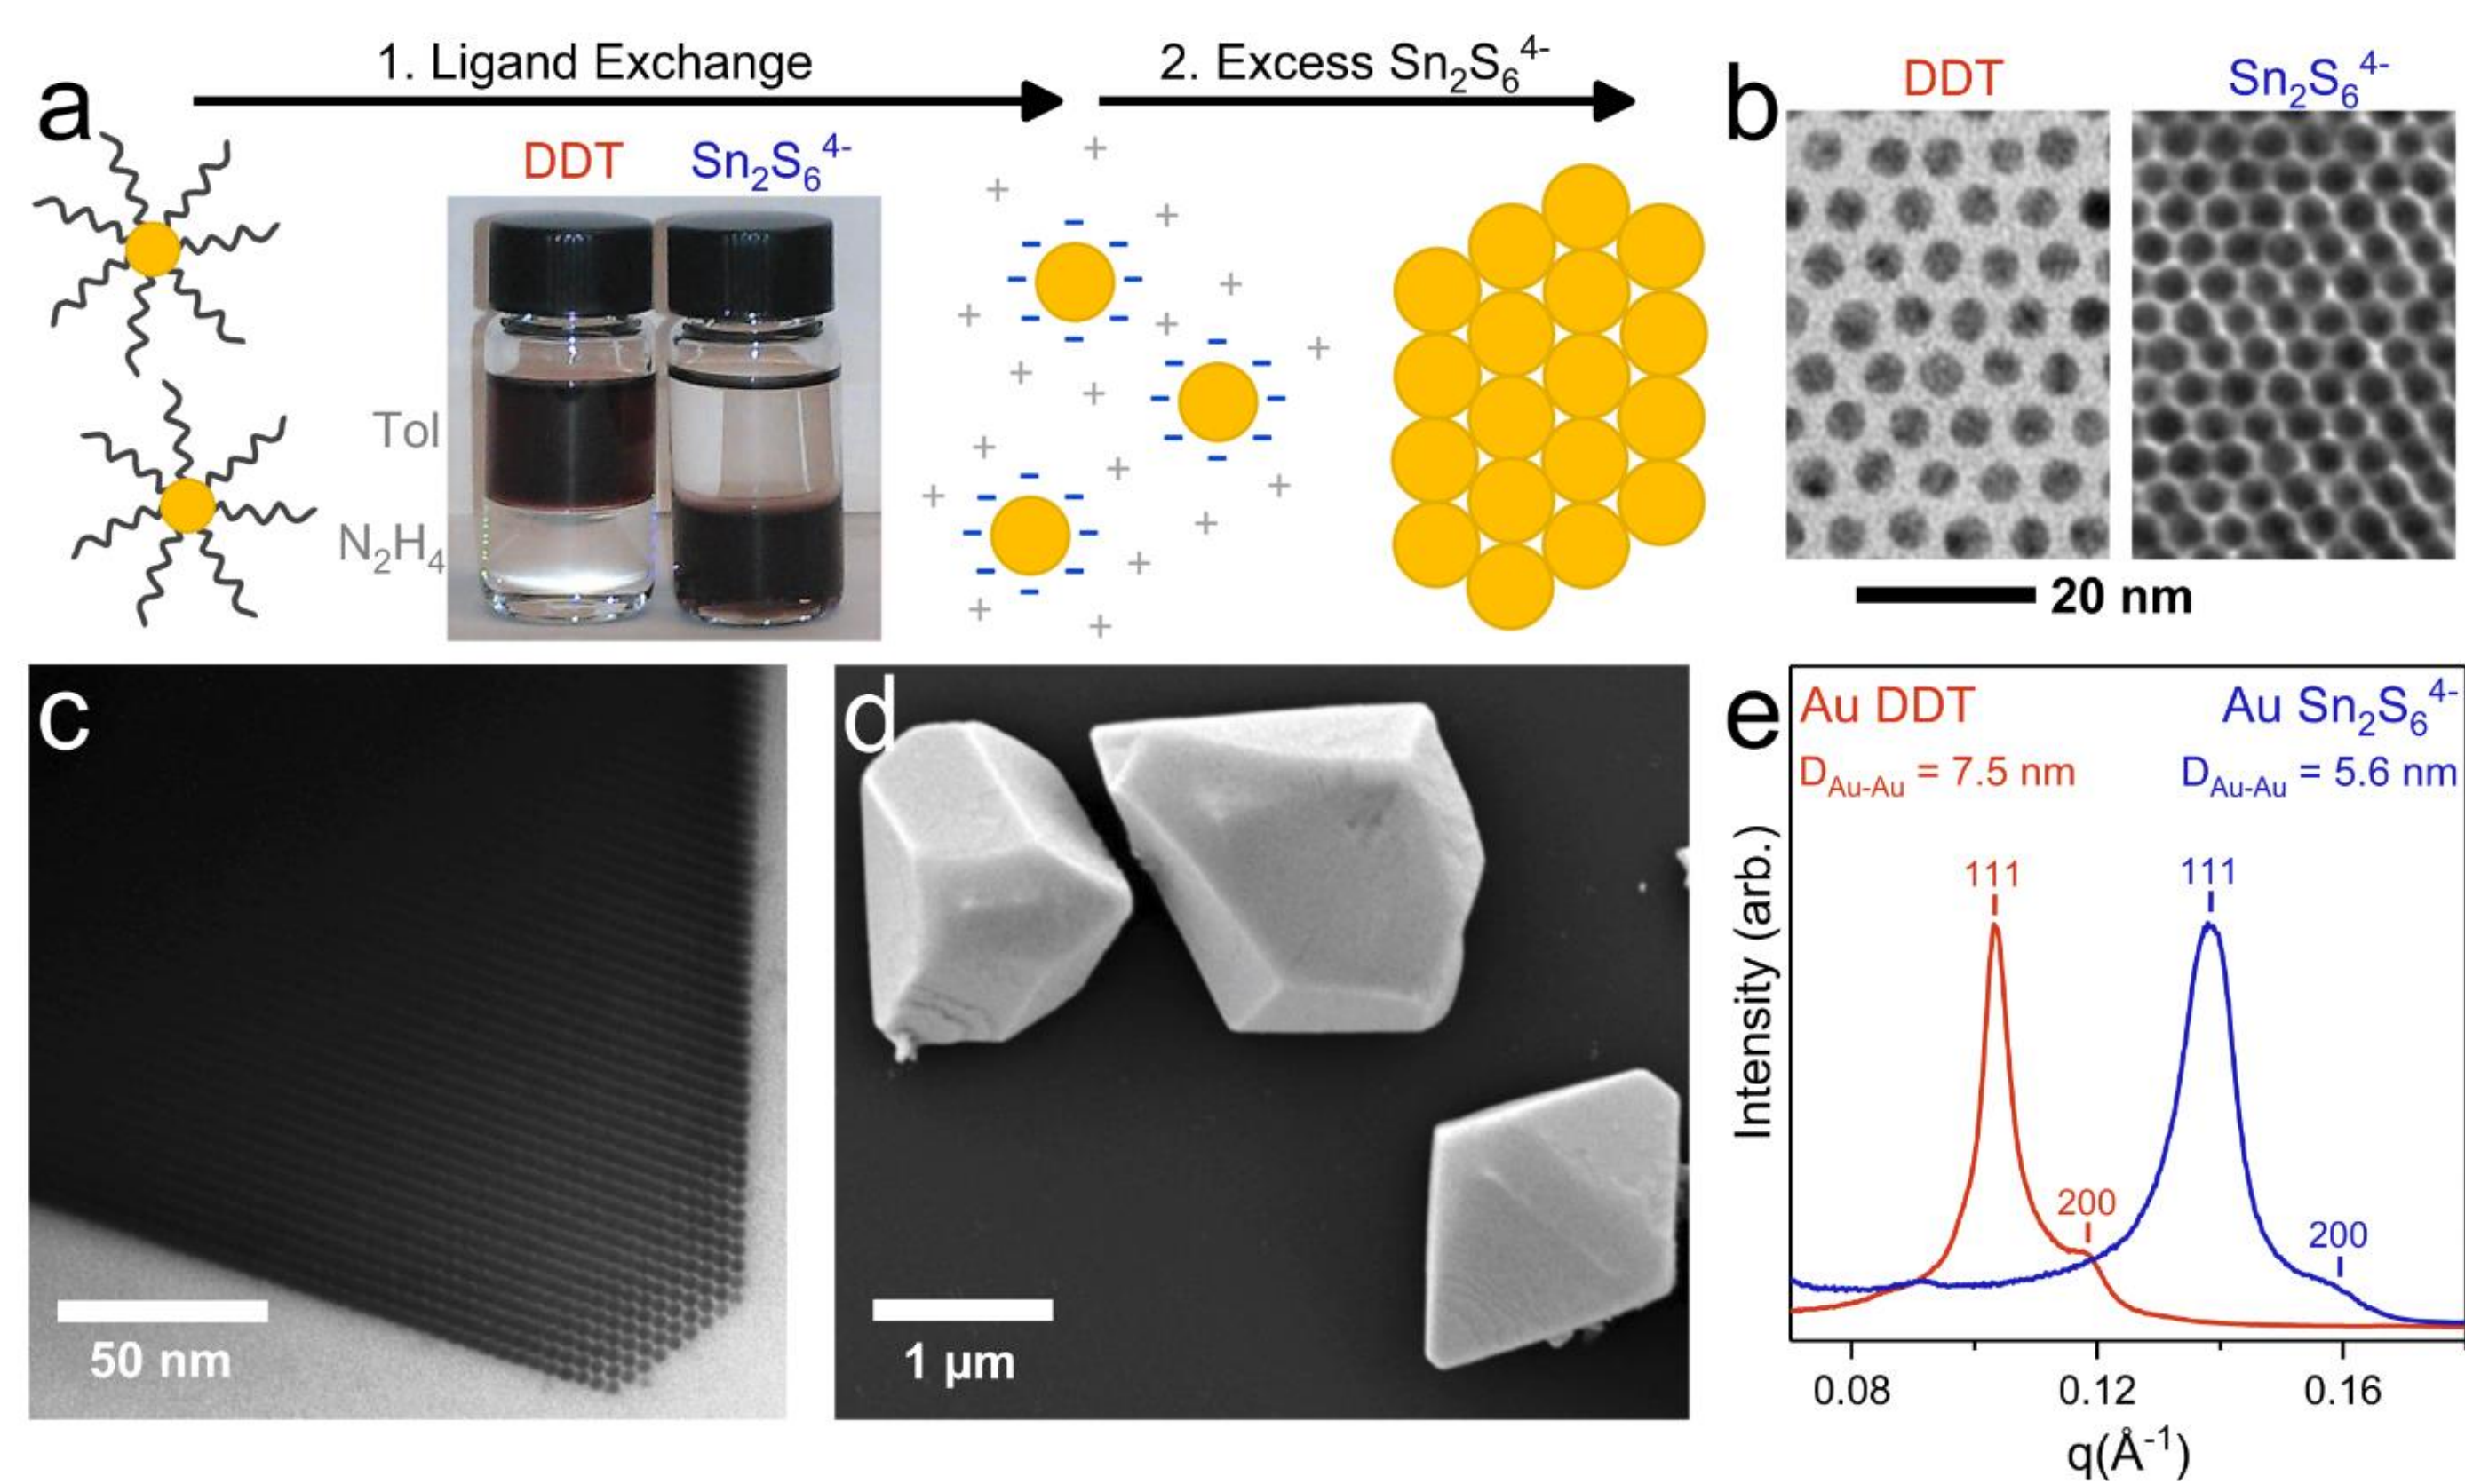 a
1. Ligand Exchange
2. Excess Sn₂S₆⁴⁻
DDT
Sn₂S₆⁴⁻
Tol
N₂H₄
b
DDT
Sn₂S₆⁴⁻
20 nm
c
50 nm
d
1 µm
e
Au DDT
Au Sn₂S₆⁴⁻
D_Au-Au = 7.5 nm
D_Au-Au = 5.6 nm
111
111
200
200
Intensity (arb.)
0.08
0.12
0.16
q(Å⁻¹)